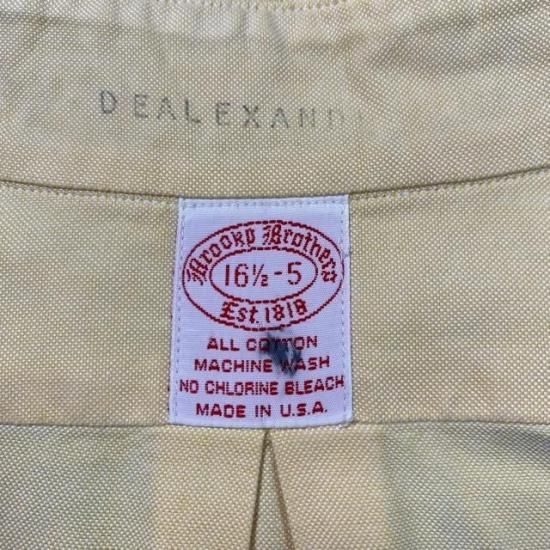 DEALEXAND
Brooks Brothers
16½-5
Est. 1818
ALL COTTON
MACHINE WASH
NO CHLORINE BLEACH
MADE IN U.S.A.